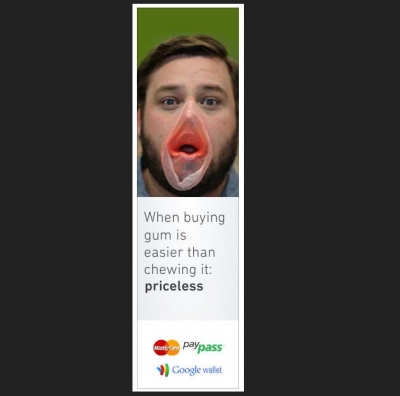 When buying
gum is
easier than
chewing it:
priceless
MasterCard paypass
Google wallet